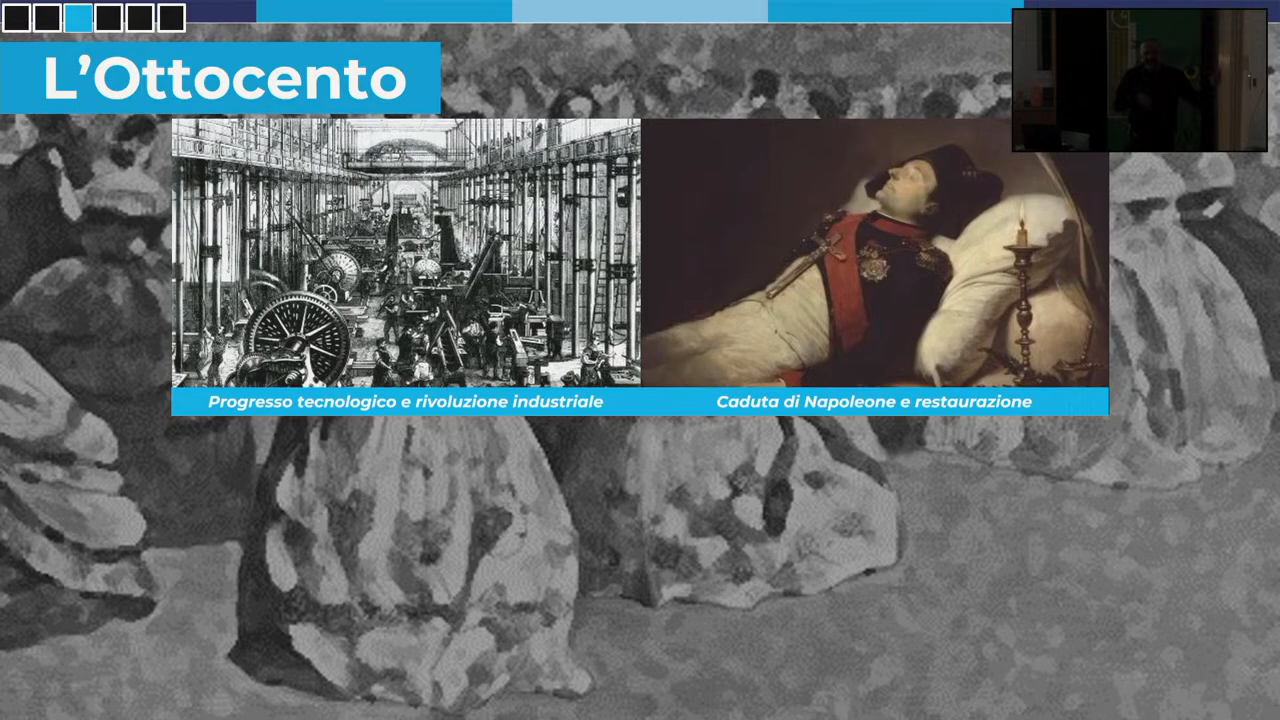 L’Ottocento
Progresso tecnologico e rivoluzione industriale
Caduta di Napoleone e restaurazione